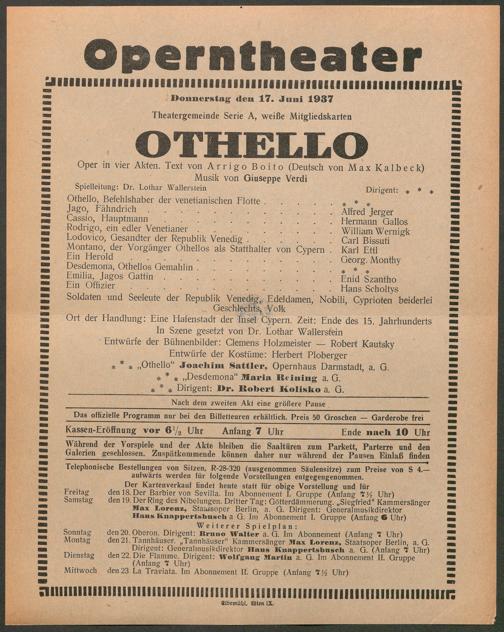 Operntheater
Donnerstag den 17. Juni 1937
Theatergemeinde Serie A, weiße Mitgliedskarten
OTHELLO
Oper in vier Akten. Text von Arrigo Boito (Deutsch von Max Kalbeck)
Musik von Giuseppe Verdi
Spielleitung: Dr. Lothar Wallerstein Dirigent: * * *
Othello, Befehlshaber der venetianischen Flotte . . . . . * * *
Jago, Fähndrich . . . . . Alfred Jerger
Cassio, Hauptmann . . . . . Hermann Gallos
Rodrigo, ein edler Venetianer . . . . . William Wernigk
Lodovico, Gesandter der Republik Venedig . . . . . Carl Bissuti
Montano, der Vorgänger Othellos als Statthalter von Cypern . Karl Ettl
Ein Herold . . . . . Georg. Monthy
Desdemona, Othellos Gemahlin . . . . . * * *
Emilia, Jagos Gattin . . . . . Enid Szantho
Ein Offizier . . . . . Hans Scholtys
Soldaten und Seeleute der Republik Venedig, Edeldamen, Nobili, Cyprioten beiderlei
Geschlechts, Volk
Ort der Handlung: Eine Hafenstadt der Insel Cypern. Zeit: Ende des 15. Jahrhunderts
In Szene gesetzt von Dr. Lothar Wallerstein
Entwürfe der Bühnenbilder: Clemens Holzmeister — Robert Kautsky
Entwürfe der Kostüme: Herbert Ploberger
* * * „Othello" Joachim Sattler, Opernhaus Darmstadt, a. G.
* * * „Desdemona" Maria Reining a. G.
* * * Dirigent: Dr. Robert Kolisko a. G.
Nach dem zweiten Akt eine größere Pause
Das offizielle Programm nur bei den Billetteuren erhältlich. Preis 50 Groschen — Garderobe frei
Kassen-Eröffnung vor 6½ Uhr Anfang 7 Uhr Ende nach 10 Uhr
Während der Vorspiele und der Akte bleiben die Saaltüren zum Parkett, Parterre und den
Galerien geschlossen. Zuspätkommende können daher nur während der Pausen Einlaß finden
Telephonische Bestellungen von Sitzen, R-28-320 (ausgenommen Säulensitze) zum Preise von S 4.—
aufwärts werden für folgende Vorstellungen entgegengenommen.
Der Kartenverkauf findet heute statt für obige Vorstellung und für
Freitag den 18. Der Barbier von Sevilla. Im Abonnement I. Gruppe (Anfang 7½ Uhr)
Samstag den 19. Der Ring des Nibelungen. Dritter Tag: Götterdämmerung. „Siegfried" Kammersänger
Max Lorenz, Staatsoper Berlin, a. G. Dirigent: Generalmusikdirektor
Hans Knappertsbusch a. G. Im Abonnement I. Gruppe (Anfang 6 Uhr)
Weiterer Spielplan:
Sonntag den 20. Oberon. Dirigent: Bruno Walter a. G. Im Abonnement (Anfang 7 Uhr)
Montag den 21. Tannhäuser. „Tannhäuser" Kammersänger Max Lorenz, Staatsoper Berlin, a. G.
Dirigent: Generalmusikdirektor Hans Knappertsbusch a. G. (Anfang 7 Uhr)
Dienstag den 22. Die Flamme. Dirigent: Wolfgang Martin a. G. Im Abonnement II. Gruppe
(Anfang 7 Uhr)
Mittwoch den 23. La Traviata. Im Abonnement II. Gruppe (Anfang 7½ Uhr)
Elbemühl, Wien IX.